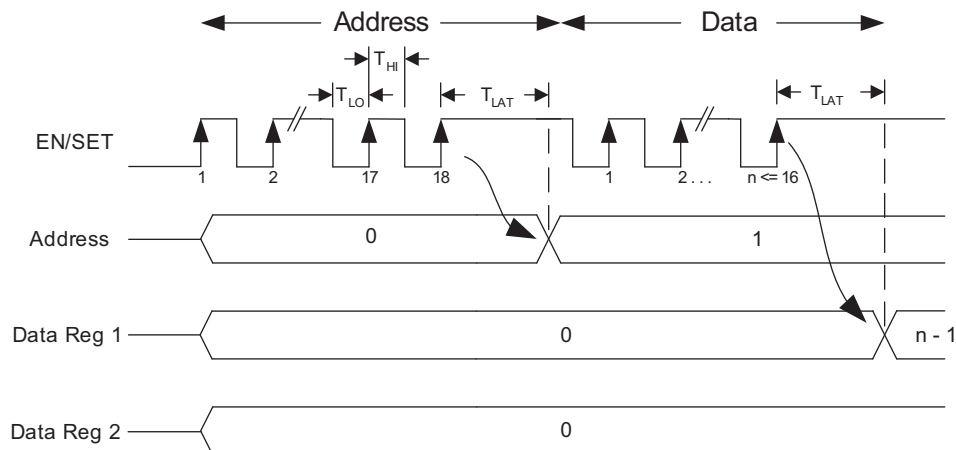 Address Data
T_HI
T_LO T_LAT T_LAT
EN/SET
1 2 17 18 1 2 . . . n <= 16
Address 0 1
Data Reg 1 0 n - 1
Data Reg 2 0